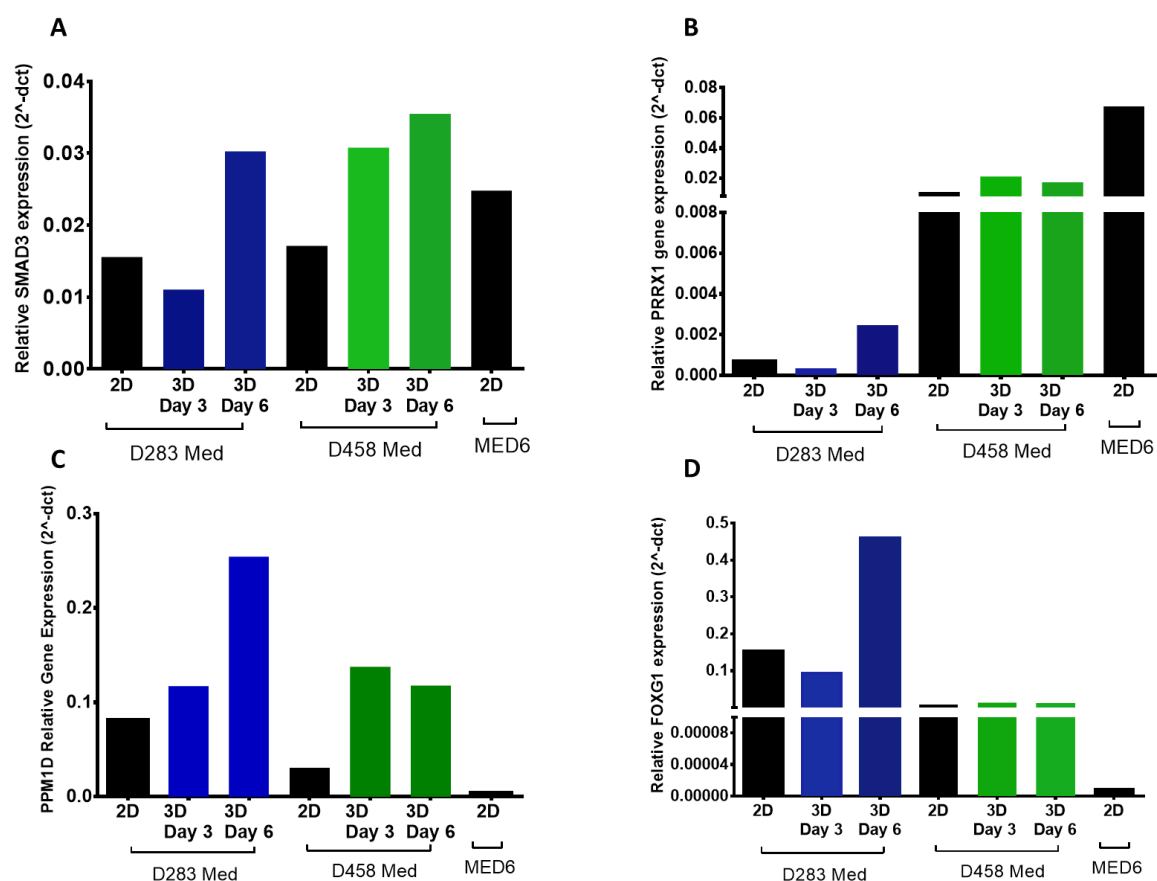 A
Relative SMAD3 expression (2^-dct)
0.04
0.03
0.02
0.01
0.00
2D 3D 3D 2D 3D 3D 2D
Day 3 Day 6 Day 3 Day 6
D283 Med D458 Med MED6
B
Relative PRRX1 gene expression (2^-dct)
0.08
0.06
0.04
0.02
0.008
0.006
0.004
0.002
0.000
2D 3D 3D 2D 3D 3D 2D
Day 3 Day 6 Day 3 Day 6
D283 Med D458 Med MED6
C
PPM1D Relative Gene Expression (2^-dct)
0.3
0.2
0.1
0.0
2D 3D 3D 2D 3D 3D 2D
Day 3 Day 6 Day 3 Day 6
D283 Med D458 Med MED6
D
Relative FOXG1 expression (2^-dct)
0.5
0.4
0.3
0.2
0.1
0.00008
0.00004
0.00000
2D 3D 3D 2D 3D 3D 2D
Day 3 Day 6 Day 3 Day 6
D283 Med D458 Med MED6